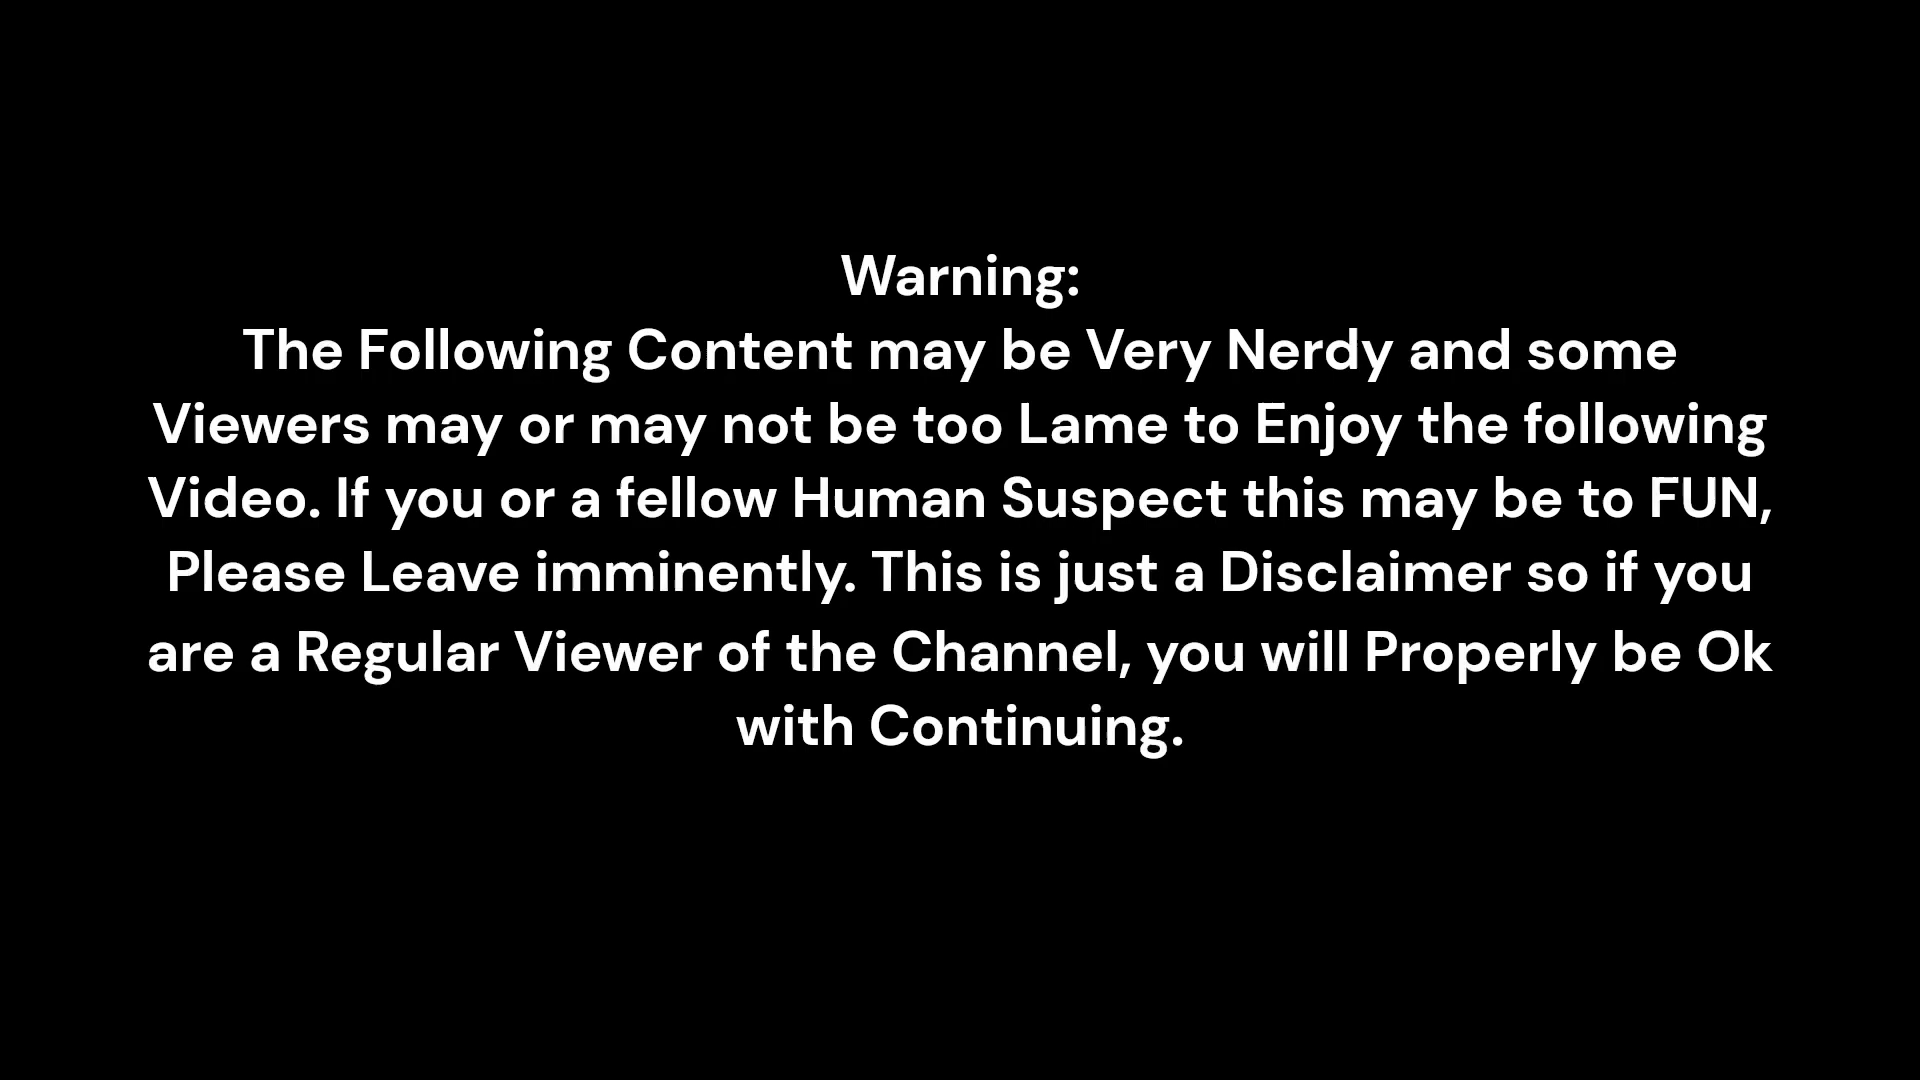 Warning:
The Following Content may be Very Nerdy and some
Viewers may or may not be too Lame to Enjoy the following
Video. If you or a fellow Human Suspect this may be to FUN,
Please Leave imminently. This is just a Disclaimer so if you
are a Regular Viewer of the Channel, you will Properly be Ok
with Continuing.